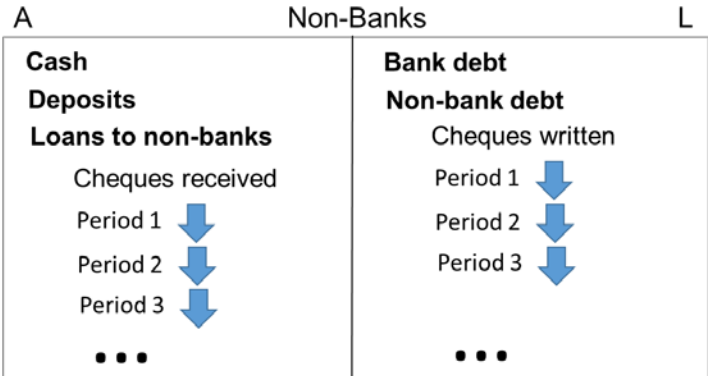 A Non-Banks L
Cash
Deposits
Loans to non-banks
Cheques received
Period 1
Period 2
Period 3
...
Bank debt
Non-bank debt
Cheques written
Period 1
Period 2
Period 3
...